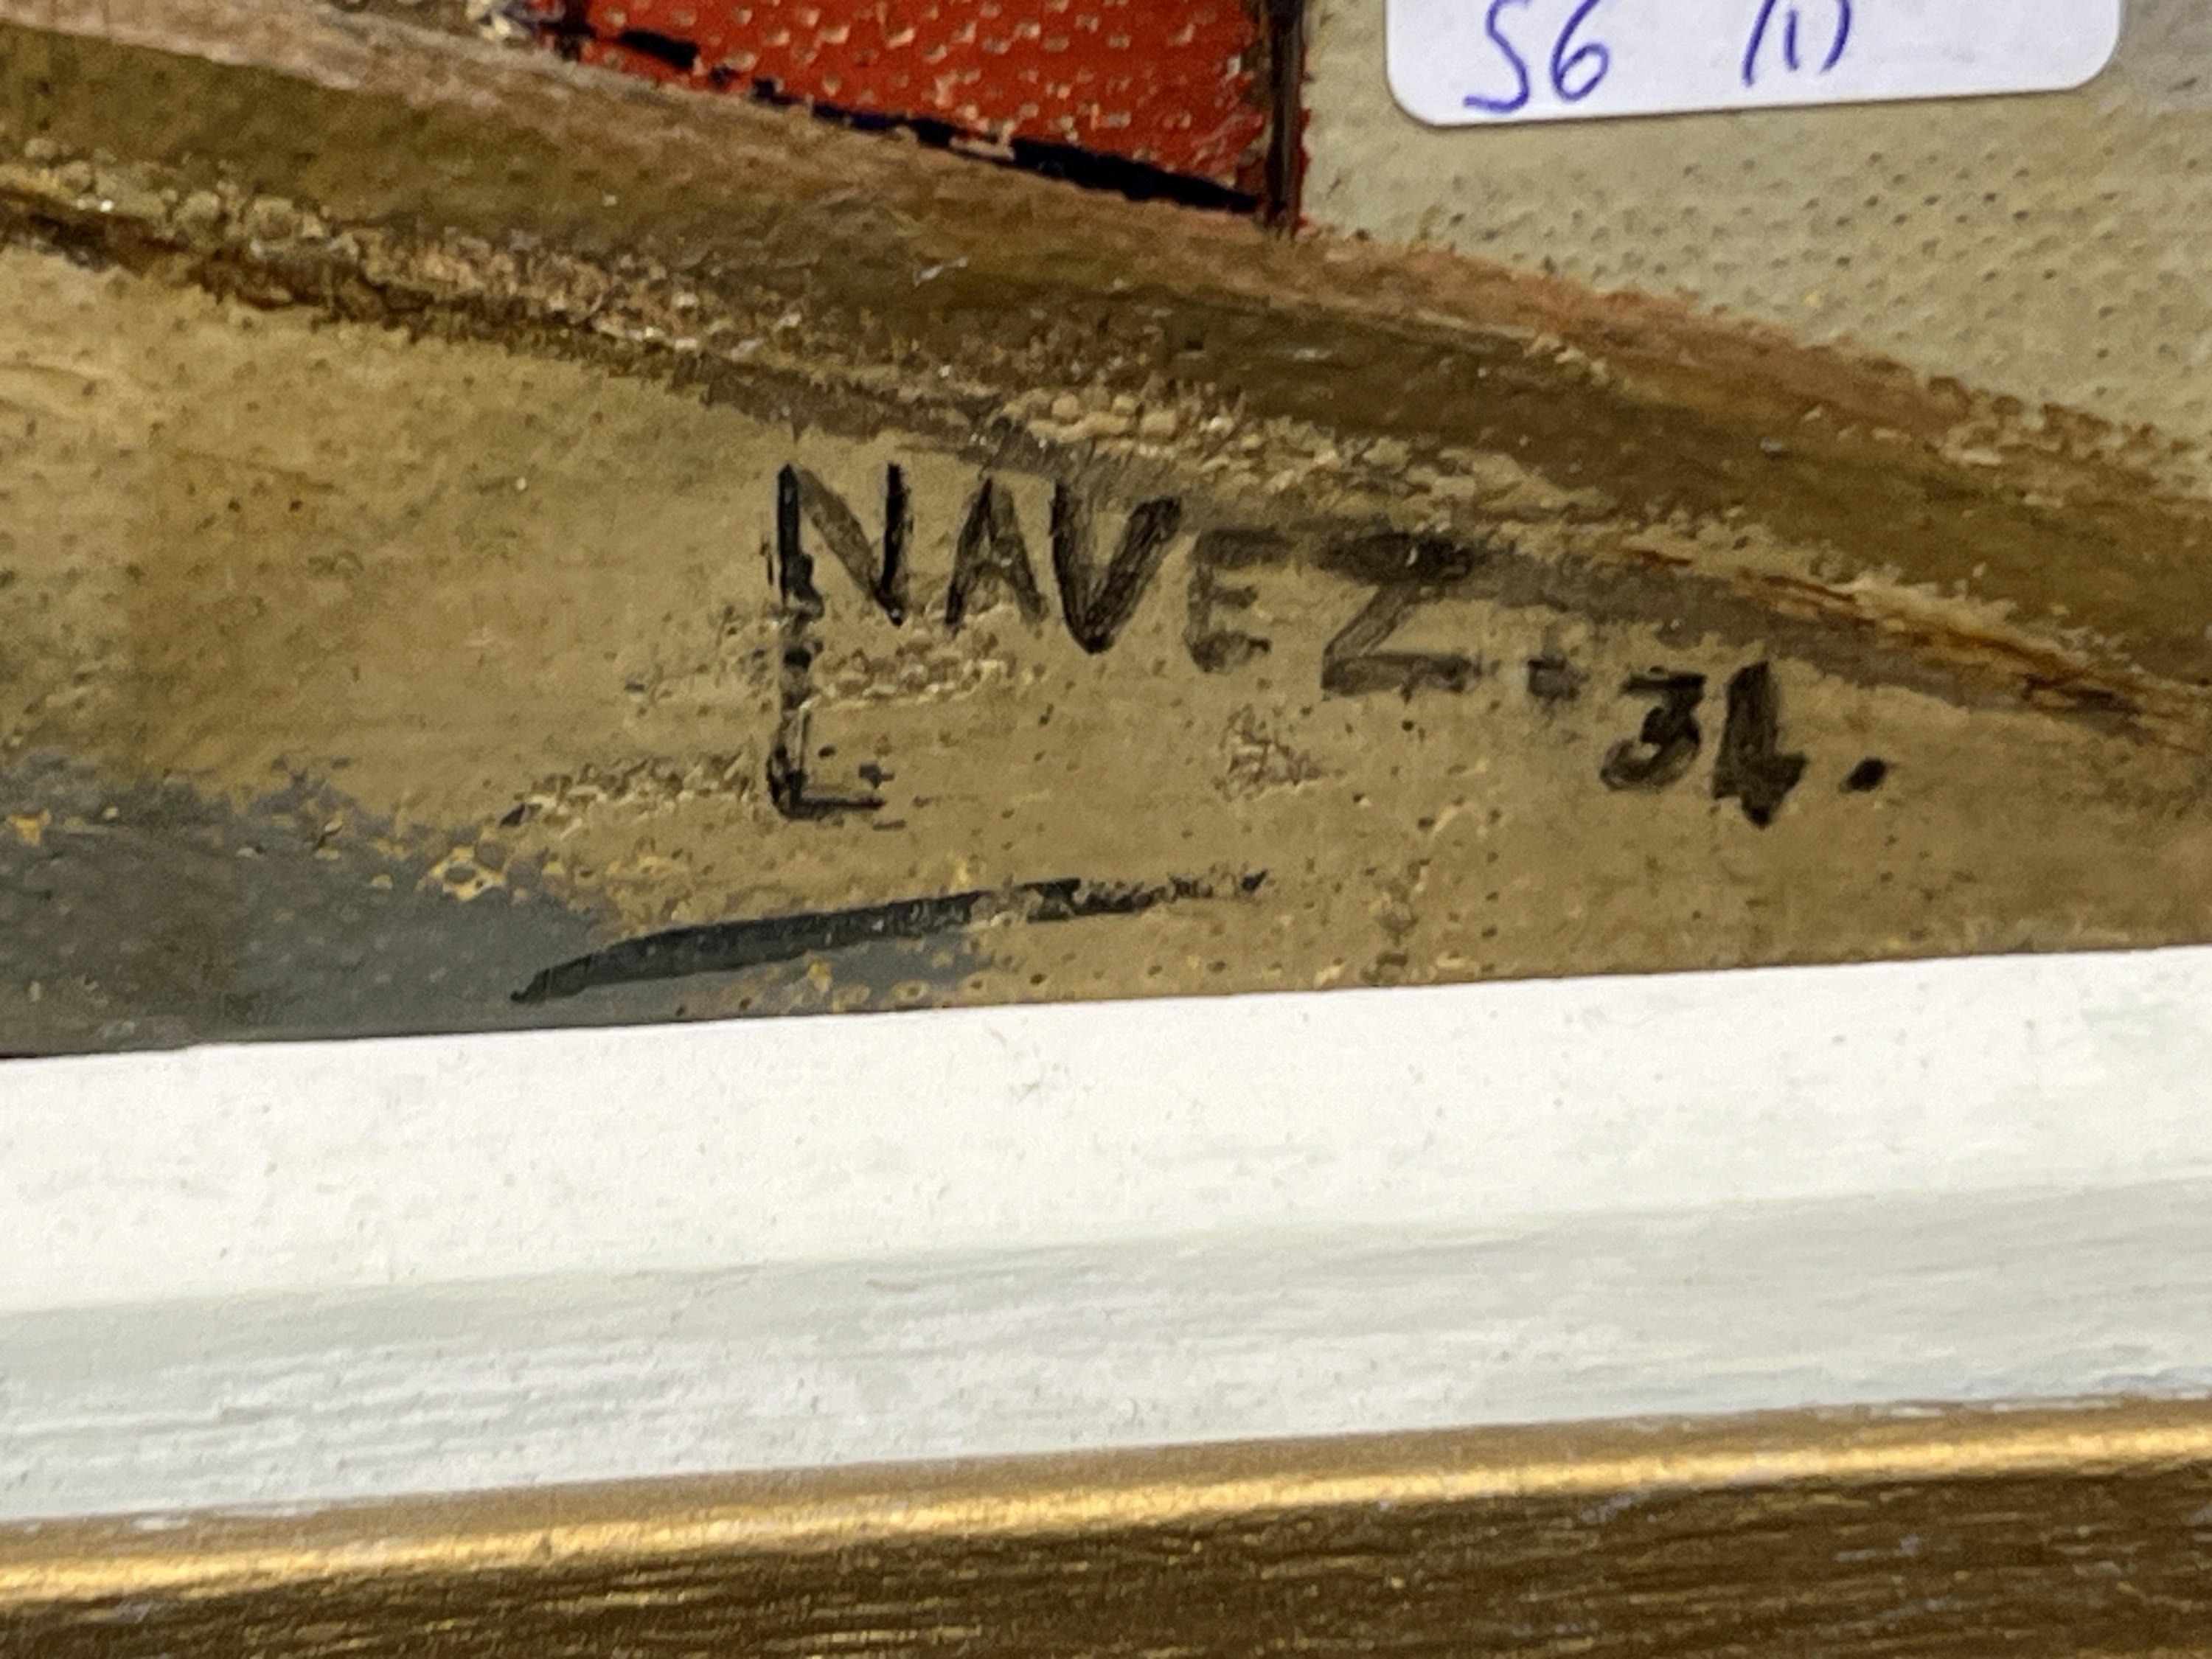 56 (1)
NAVEZ. 34.
L